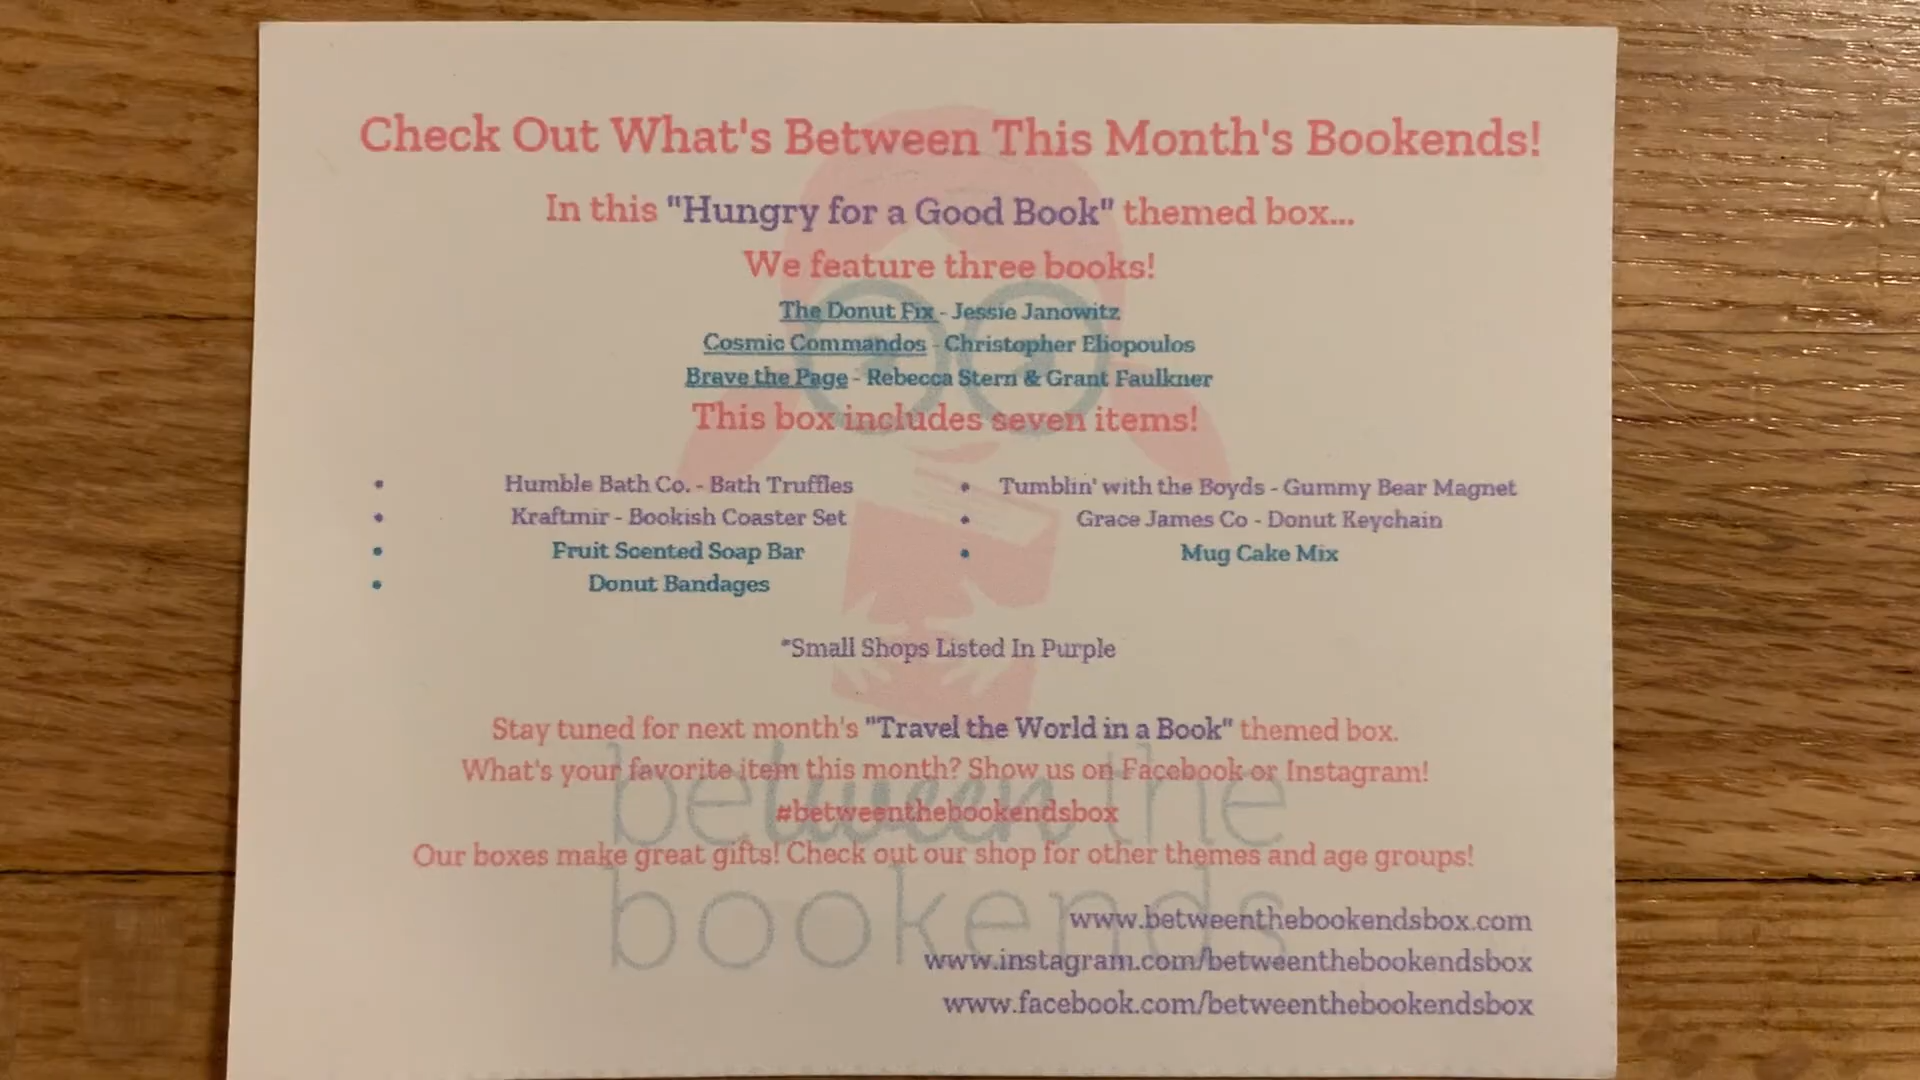 Check Out What's Between This Month's Bookends!
In this "Hungry for a Good Book" themed box...
We feature three books!
The Donut Fix - Jessie Janowitz
Cosmic Commandos - Christopher Eliopoulos
Brave the Page - Rebecca Stern & Grant Faulkner
This box includes seven items!
• Humble Bath Co. - Bath Truffles
• Kraftmir - Bookish Coaster Set
• Fruit Scented Soap Bar
• Donut Bandages
• Tumblin' with the Boyds - Gummy Bear Magnet
• Grace James Co - Donut Keychain
• Mug Cake Mix
*Small Shops Listed In Purple
Stay tuned for next month's "Travel the World in a Book" themed box.
What's your favorite item this month? Show us on Facebook or Instagram!
#betweenthebookendsbox
Our boxes make great gifts! Check out our shop for other themes and age groups!
www.betweenthebookendsbox.com
www.instagram.com/betweenthebookendsbox
www.facebook.com/betweenthebookendsbox
between the
bookends